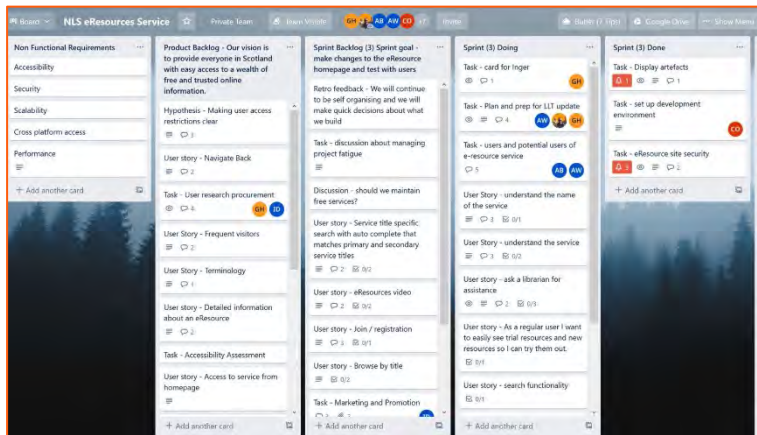 Board
NLS eResources Service
Private Team
Team Visible
GH AB AW CO +7
Invite
Butler (1 Tip)
Google Drive
Show Menu
Non Functional Requirements
Accessibility
Security
Scalability
Cross platform access
Performance
+ Add another card
Product Backlog - Our vision is
to provide everyone in Scotland
with easy access to a wealth of
free and trusted online
information.
Hypothesis - Making user access
restrictions clear
3
User story - Navigate Back
2
Task - User research procurement
4
GH JD
User Story - Frequent visitors
2
User Story - Terminology
4
User story - Detailed information
about an eResource
2
Task - Accessibility Assessment
User story - Access to service from
homepage
+ Add another card
Sprint Backlog (3) Sprint goal -
make changes to the eResource
homepage and test with users
Retro feedback - We will continue
to be self organising and we will
make quick decisions about what
we build
Task - discussion about managing
project fatigue
Discussion - should we maintain
free services?
User story - Service title specific
search with auto complete that
matches primary and secondary
service titles
2 0/2
User story - eResources video
2 0/2
User story - Join / registration
3 0/1
User story - Browse by title
0/2
Task - Marketing and Promotion
+ Add another card
Sprint (3) Doing
Task - card for Inger
1
GH
Task - Plan and prep for LLT update
4
AW GH
Task - users and potential users of
e-resource service
5
AB AW
User Story - understand the name
of the service
3 0/1
User Story - understand the service
3 0/2
User story - ask a librarian for
assistance
2 0/3
User story - As a regular user I want
to easily see trial resources and new
resources so I can try them out.
0/1
User story - search functionality
0/1
+ Add another card
Sprint (3) Done
Task - Display artefacts
1 1
Task - set up development
environment
CO
Task - eResource site security
3 2
+ Add another card